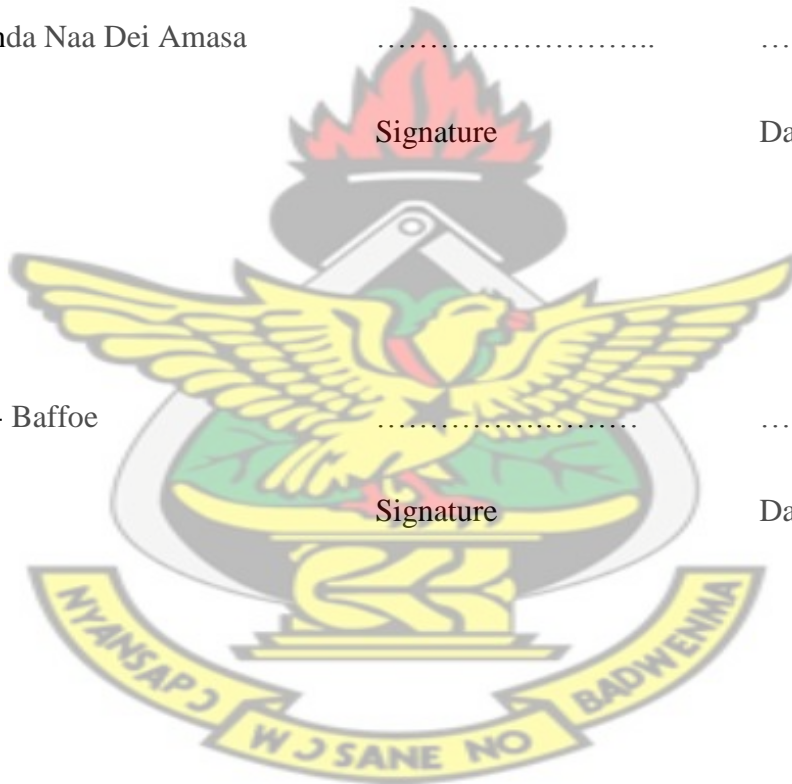 nda Naa Dei Amasa ……….…………….. …
Signature Da
- Baffoe ……………..……… …
Signature Da
NYANSAPƆ WƆSANE NO BADWENMA